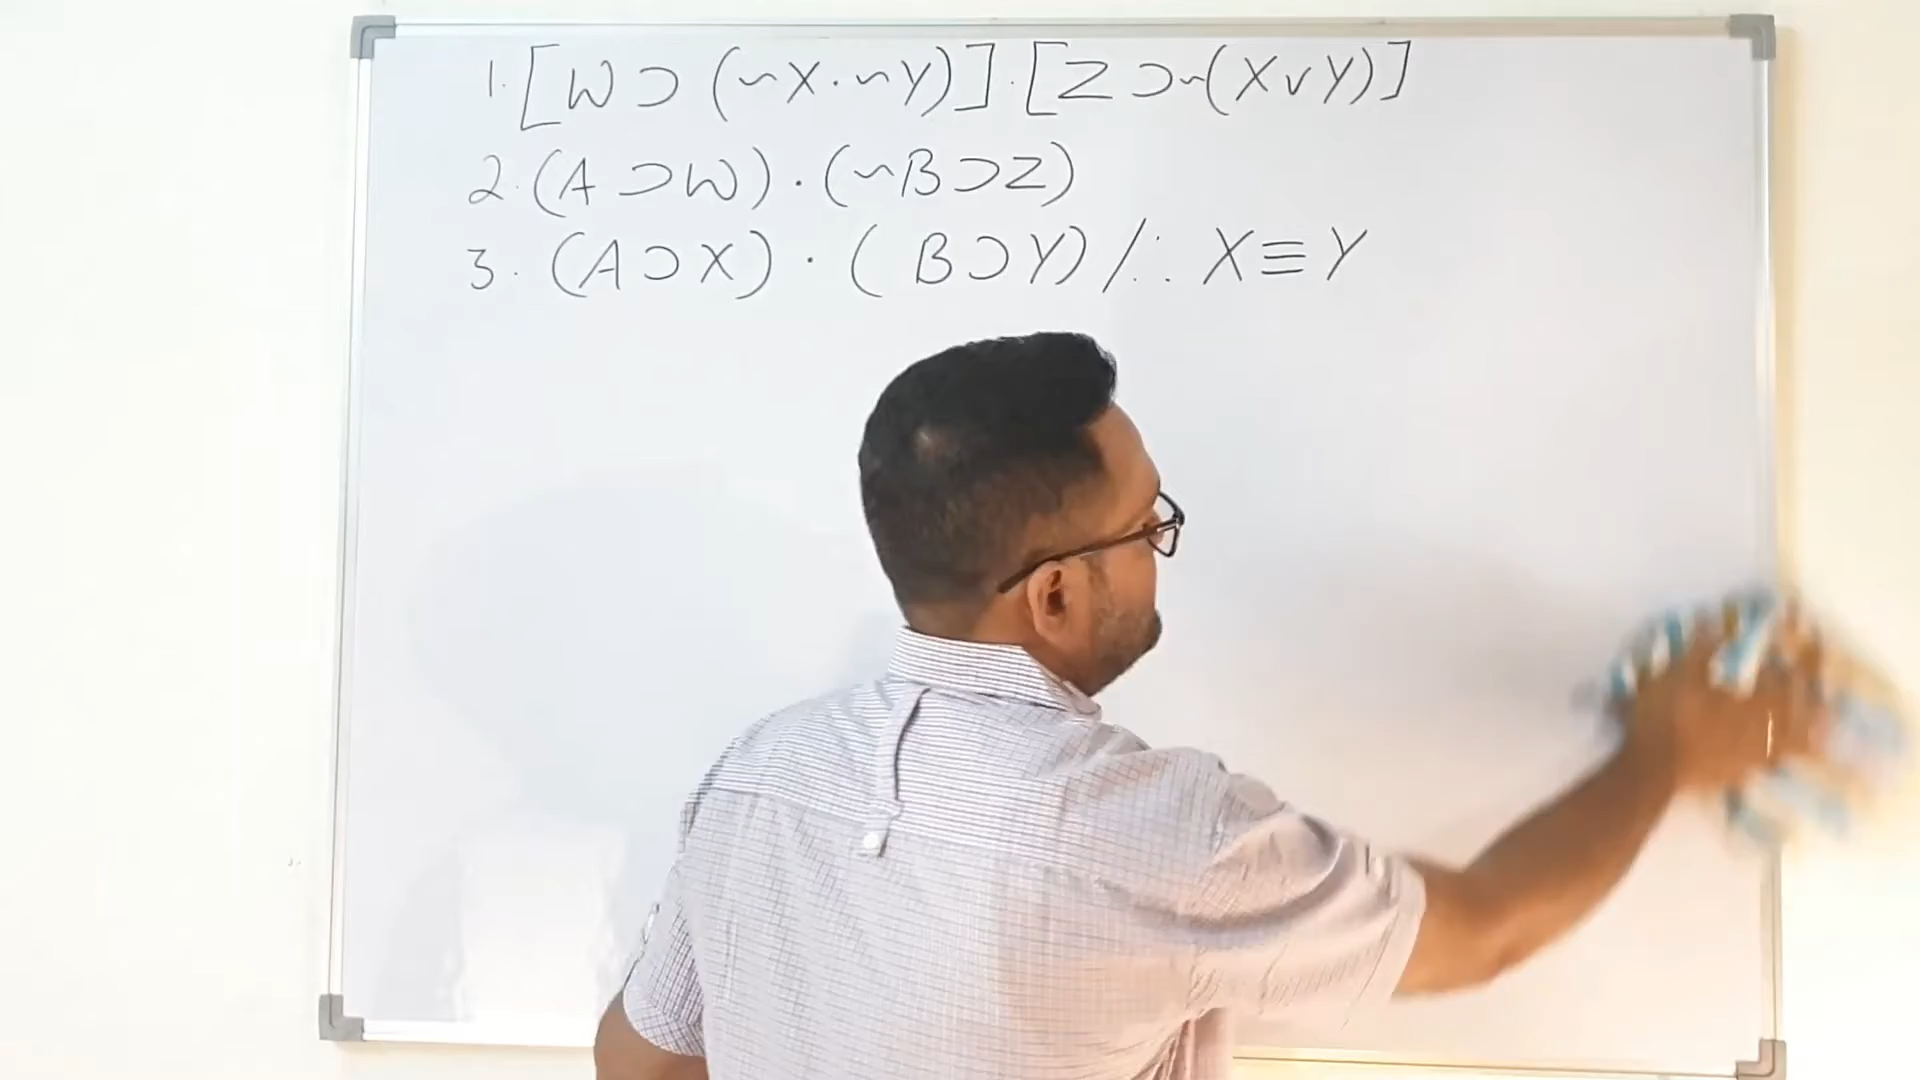 1. [W ⊃ (~X · ~Y)] · [Z ⊃ ~(X ∨ Y)]
2. (A ⊃ W) · (~B ⊃ Z)
3. (A ⊃ X) · ( B ⊃ Y) / ∴ X ≡ Y